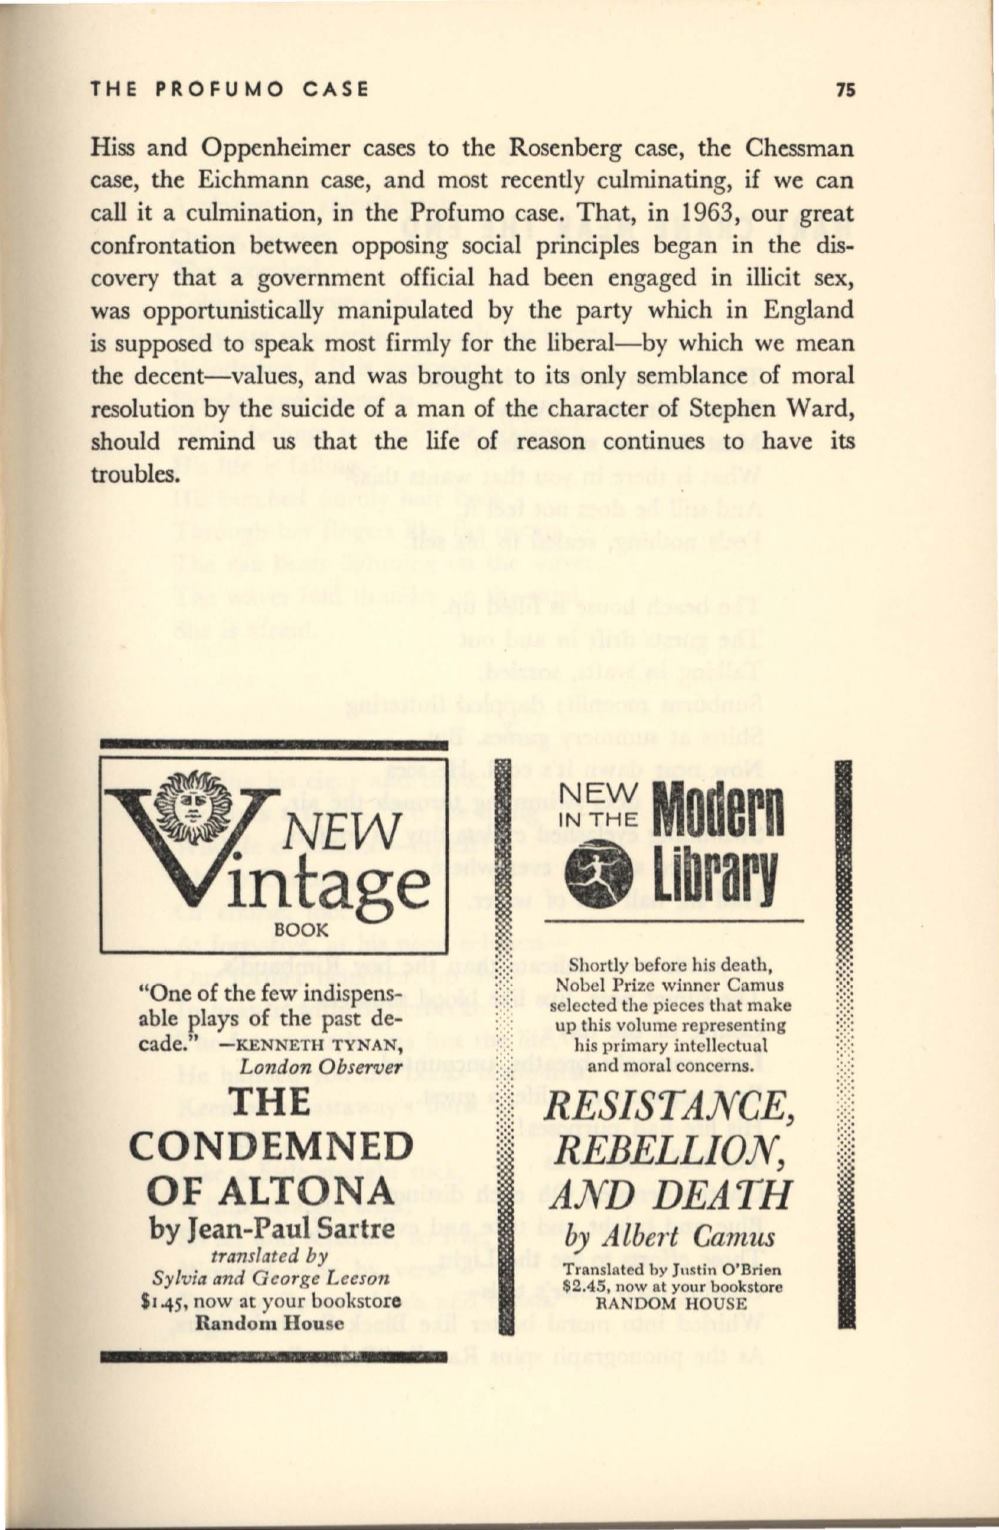 THE PROFUMO CASE 75
Hiss and Oppenheimer cases to the Rosenberg case, the Chessman
case, the Eichmann case, and most recently culminating, if we can
call it a culmination, in the Profumo case. That, in 1963, our great
confrontation between opposing social principles began in the dis-
covery that a government official had been engaged in illicit sex,
was opportunistically manipulated by the party which in England
is supposed to speak most firmly for the liberal—by which we mean
the decent—values, and was brought to its only semblance of moral
resolution by the suicide of a man of the character of Stephen Ward,
should remind us that the life of reason continues to have its
troubles.
NEW
Vintage
BOOK
“One of the few indispens-
able plays of the past de-
cade.” —KENNETH TYNAN,
London Observer
THE
CONDEMNED
OF ALTONA
by Jean-Paul Sartre
translated by
Sylvia and George Leeson
$1.45, now at your bookstore
Random House
NEW
IN THE
Modern
Library
Shortly before his death,
Nobel Prize winner Camus
selected the pieces that make
up this volume representing
his primary intellectual
and moral concerns.
RESISTANCE,
REBELLION,
AND DEATH
by Albert Camus
Translated by Justin O’Brien
$2.45, now at your bookstore
RANDOM HOUSE